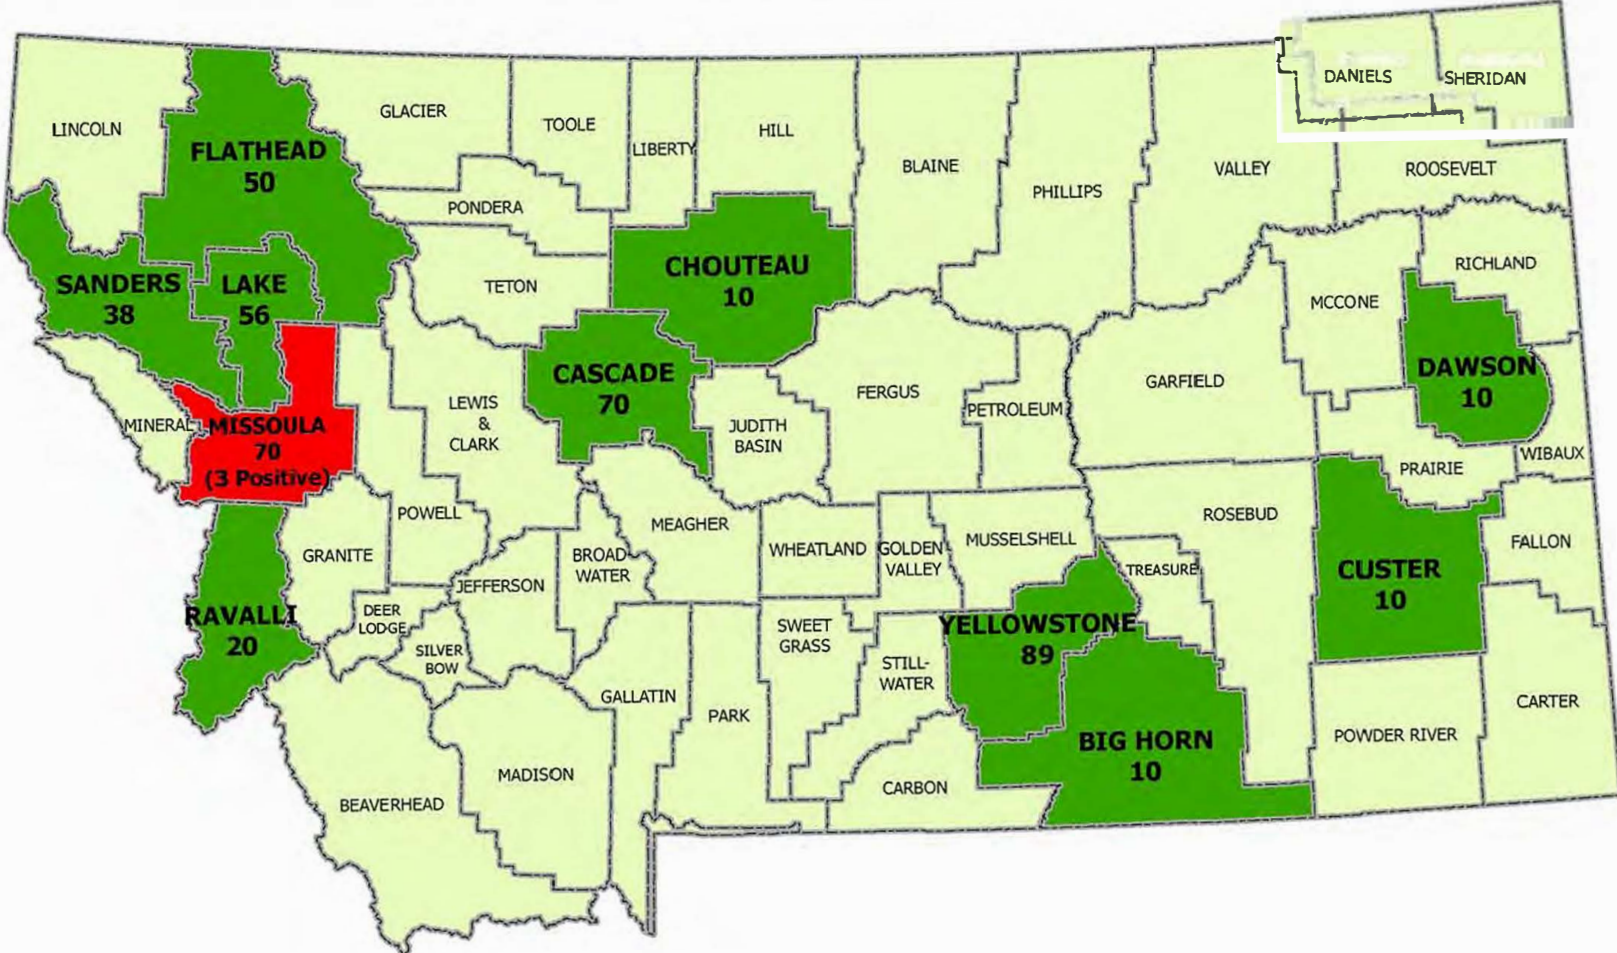 DANIELS
SHERIDAN
LINCOLN
GLACIER
TOOLE
LIBERTY
HILL
BLAINE
PHILLIPS
VALLEY
ROOSEVELT
FLATHEAD
50
PONDERA
SANDERS
38
LAKE
56
TETON
CHOUTEAU
10
MCCONE
RICHLAND
MINERAL
MISSOULA
70
(3 Positive)
LEWIS
&
CLARK
CASCADE
70
JUDITH
BASIN
FERGUS
PETROLEUM
GARFIELD
DAWSON
10
PRAIRIE
WIBAUX
RAVALLI
20
GRANITE
POWELL
DEER
LODGE
SILVER
BOW
JEFFERSON
BROAD-
WATER
MEAGHER
WHEATLAND
GOLDEN
VALLEY
MUSSELSHELL
TREASURE
ROSEBUD
CUSTER
10
FALLON
BEAVERHEAD
MADISON
GALLATIN
PARK
SWEET
GRASS
STILL-
WATER
CARBON
YELLOWSTONE
89
BIG HORN
10
POWDER RIVER
CARTER